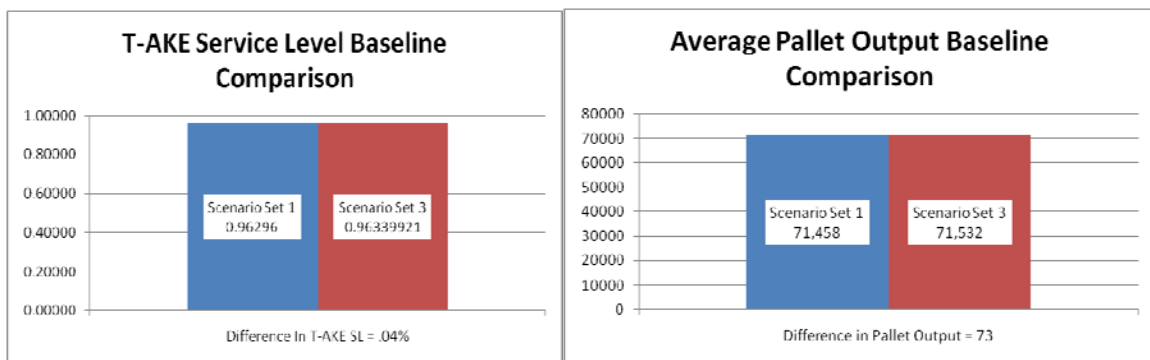 T-AKE Service Level Baseline
Comparison
1.00000
0.80000
0.60000
0.40000
0.20000
0.00000
Scenario Set 1
0.96296
Scenario Set 3
0.96339921
Difference In T-AKE SL = .04%
Average Pallet Output Baseline
Comparison
80000
70000
60000
50000
40000
30000
20000
10000
0
Scenario Set 1
71,458
Scenario Set 3
71,532
Difference in Pallet Output = 73